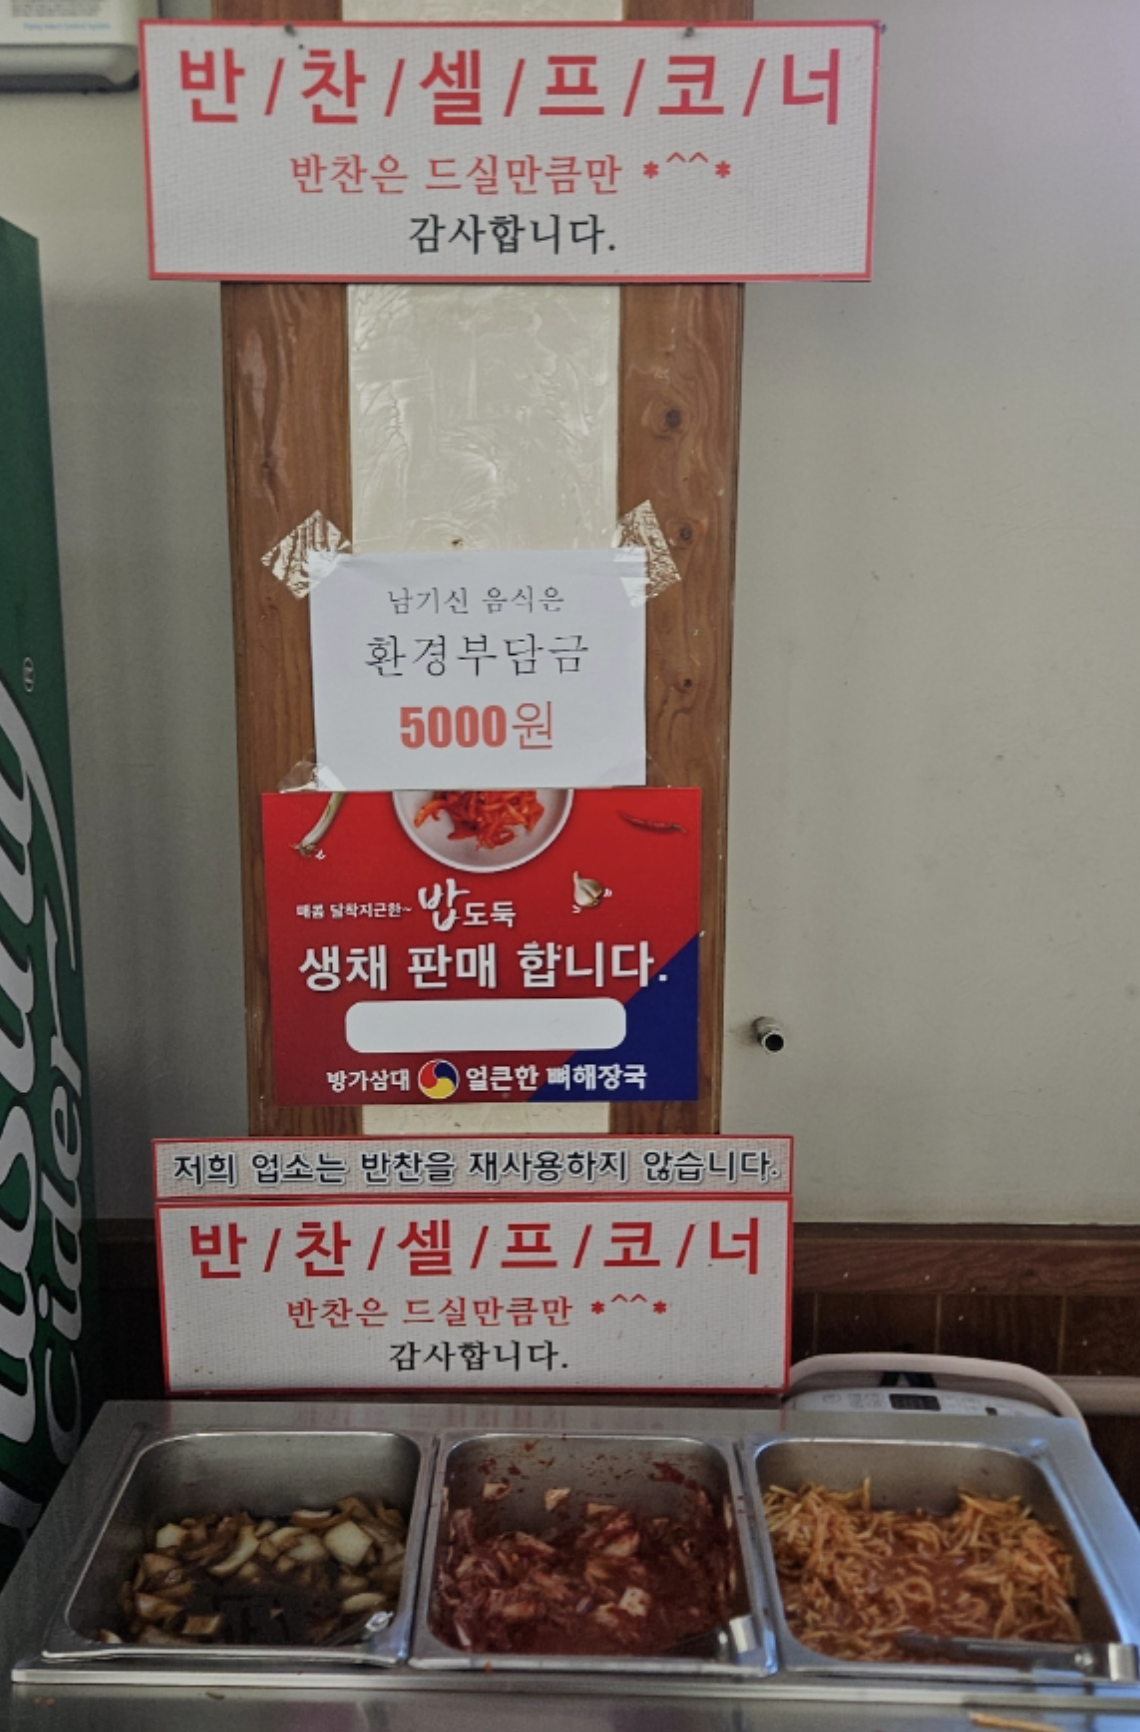 반/찬/셀/프/코/너
반찬은 드실만큼만 *^^*
감사합니다.
남기신 음식은
환경부담금
5000원
매콤 달착지근한~ 밥도둑
생채 판매 합니다.
방가삼대 얼큰한 뼈해장국
저희 업소는 반찬을 재사용하지 않습니다.
반/찬/셀/프/코/너
반찬은 드실만큼만 *^^*
감사합니다.
Cider